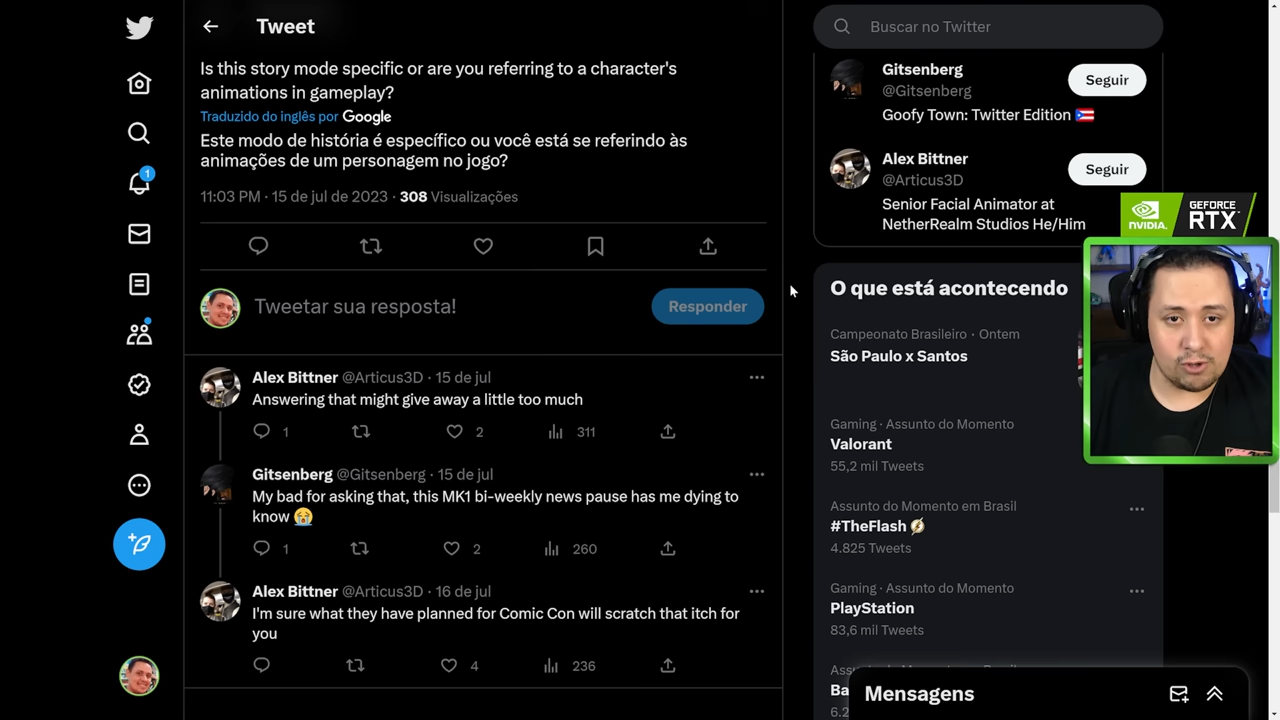 Tweet
Is this story mode specific or are you referring to a character's
animations in gameplay?
Traduzido do inglês por Google
Este modo de história é específico ou você está se referindo às
animações de um personagem no jogo?
11:03 PM · 15 de jul de 2023 · 308 Visualizações
Tweetar sua resposta!
Responder
Alex Bittner @Articus3D · 15 de jul
Answering that might give away a little too much
1
2
311
Gitsenberg @Gitsenberg · 15 de jul
My bad for asking that, this MK1 bi-weekly news pause has me dying to
know 😭
1
2
260
Alex Bittner @Articus3D · 16 de jul
I'm sure what they have planned for Comic Con will scratch that itch for
you
4
236
1
Buscar no Twitter
Gitsenberg
@Gitsenberg
Seguir
Goofy Town: Twitter Edition 🇵🇷
Alex Bittner
@Articus3D
Seguir
Senior Facial Animator at
NetherRealm Studios He/Him
NVIDIA.
GEFORCE
RTX
O que está acontecendo
Campeonato Brasileiro · Ontem
São Paulo x Santos
Gaming · Assunto do Momento
Valorant
55,2 mil Tweets
Assunto do Momento em Brasil
#TheFlash
4.825 Tweets
Gaming · Assunto do Momento
PlayStation
83,6 mil Tweets
Mensagens